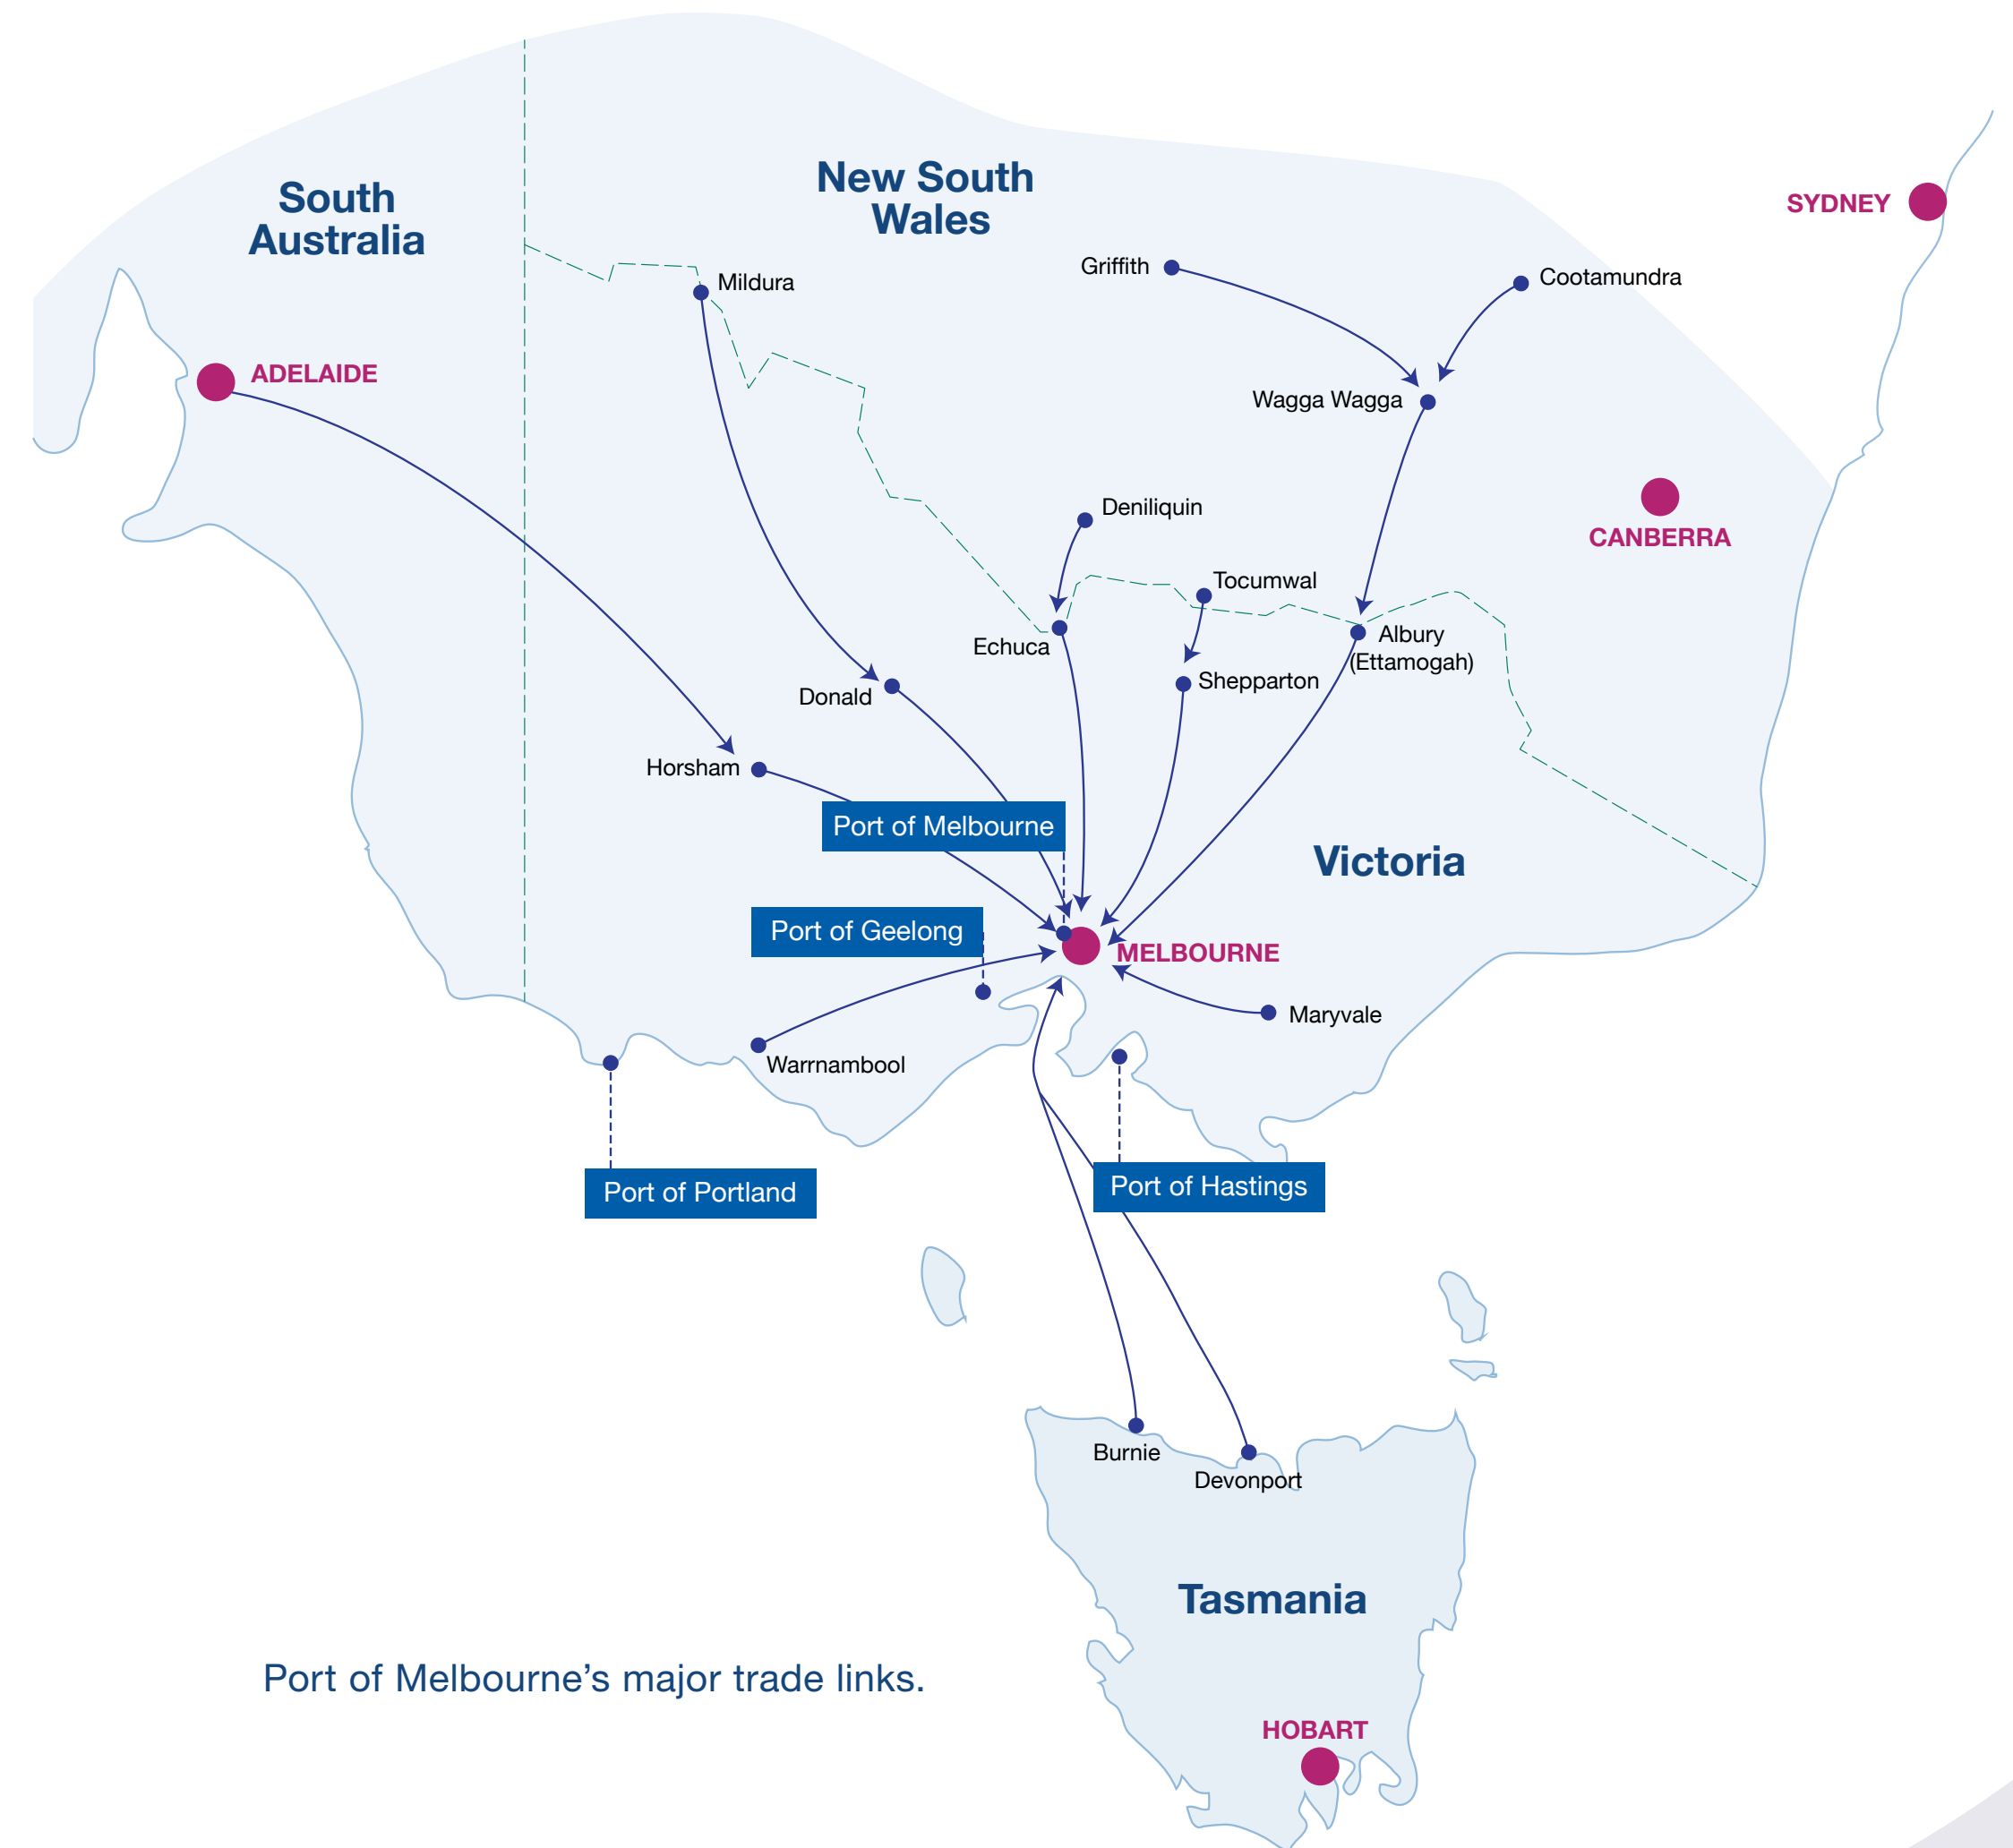 South
Australia
New South
Wales
SYDNEY
Griffith
Cootamundra
Mildura
ADELAIDE
Wagga Wagga
Deniliquin
CANBERRA
Tocumwal
Echuca
Albury
(Ettamogah)
Shepparton
Donald
Horsham
Port of Melbourne
Victoria
Port of Geelong
MELBOURNE
Maryvale
Warrnambool
Port of Portland
Port of Hastings
Burnie
Devonport
Tasmania
Port of Melbourne’s major trade links.
HOBART